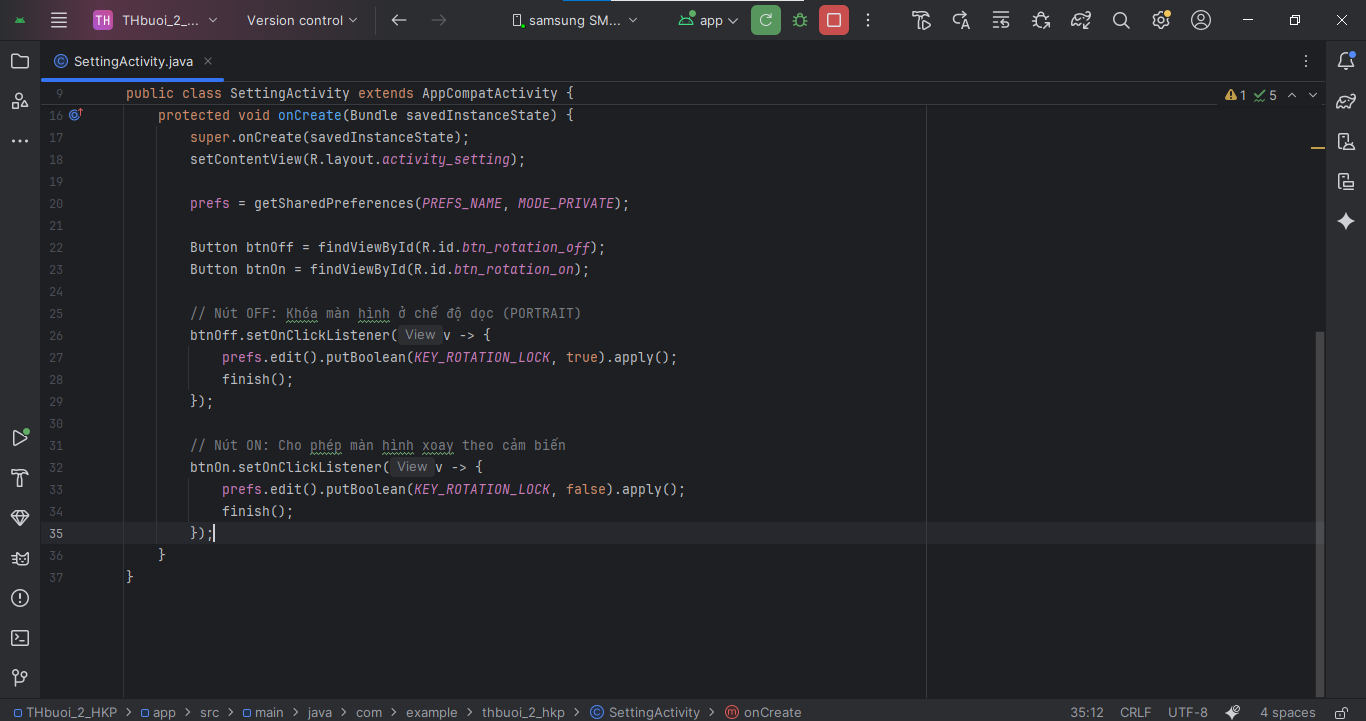 TH THbuoi_2_... Version control samsung SM... app
SettingActivity.java
9 public class SettingActivity extends AppCompatActivity {
1 5
16 protected void onCreate(Bundle savedInstanceState) {
17 super.onCreate(savedInstanceState);
18 setContentView(R.layout.activity_setting);
19
20 prefs = getSharedPreferences(PREFS_NAME, MODE_PRIVATE);
21
22 Button btnOff = findViewById(R.id.btn_rotation_off);
23 Button btnOn = findViewById(R.id.btn_rotation_on);
24
25 // Nút OFF: Khóa màn hình ở chế độ dọc (PORTRAIT)
26 btnOff.setOnClickListener( View v -> {
27 prefs.edit().putBoolean(KEY_ROTATION_LOCK, true).apply();
28 finish();
29 });
30
31 // Nút ON: Cho phép màn hình xoay theo cảm biến
32 btnOn.setOnClickListener( View v -> {
33 prefs.edit().putBoolean(KEY_ROTATION_LOCK, false).apply();
34 finish();
35 });
36 }
37 }
THbuoi_2_HKP > app > src > main > java > com > example > thbuoi_2_hkp > SettingActivity > onCreate 35:12 CRLF UTF-8 4 spaces